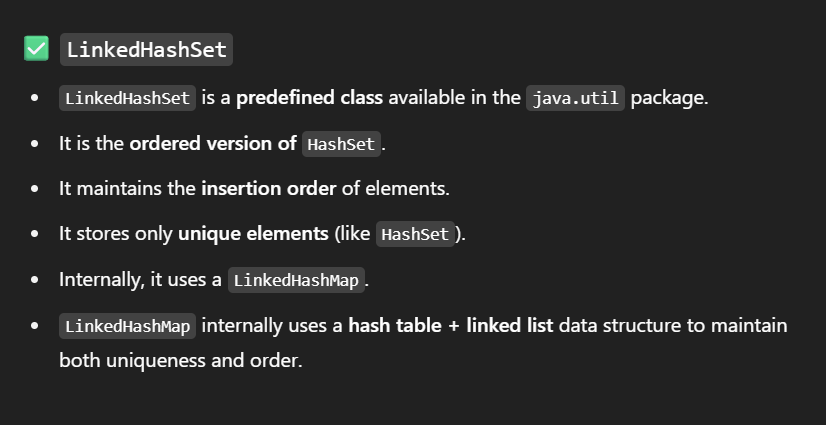 ✅ LinkedHashSet
• LinkedHashSet is a predefined class available in the java.util package.
• It is the ordered version of HashSet.
• It maintains the insertion order of elements.
• It stores only unique elements (like HashSet).
• Internally, it uses a LinkedHashMap.
• LinkedHashMap internally uses a hash table + linked list data structure to maintain
both uniqueness and order.